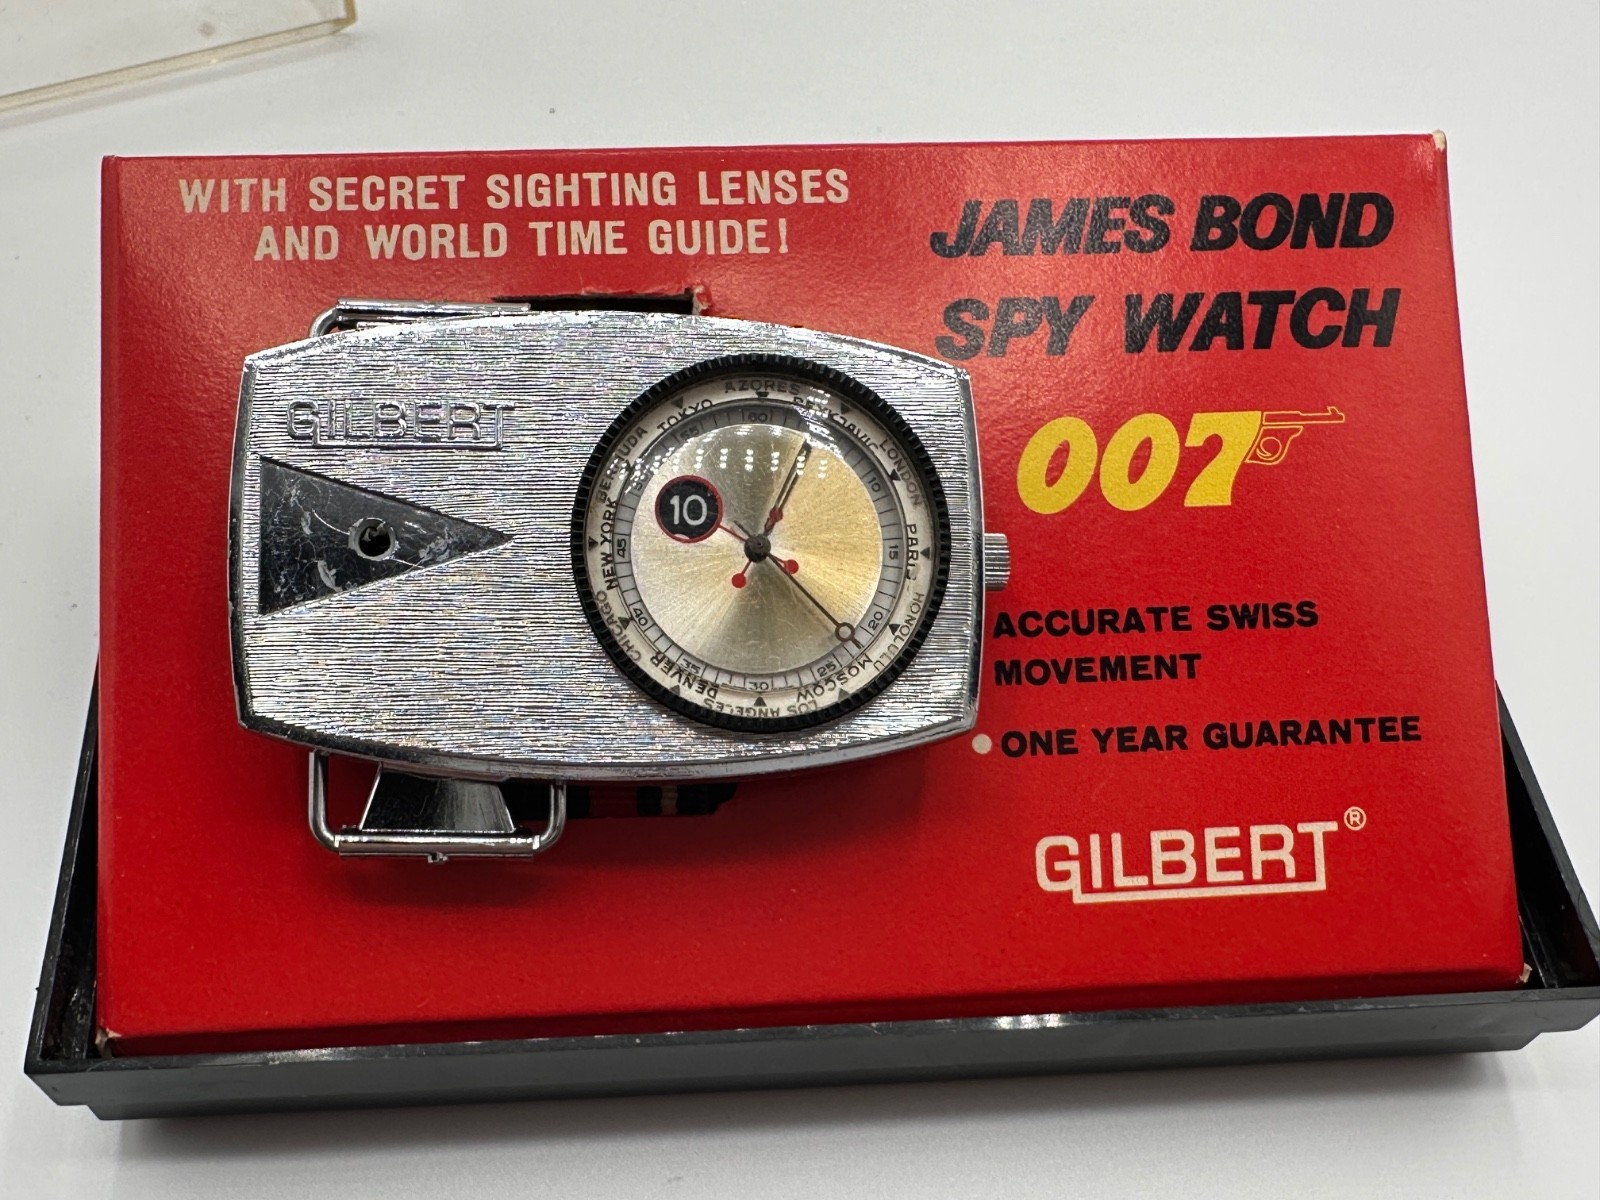 WITH SECRET SIGHTING LENSES
AND WORLD TIME GUIDE!
JAMES BOND
SPY WATCH
007
• ACCURATE SWISS
MOVEMENT
• ONE YEAR GUARANTEE
GILBERT®
GILBERT
AZORES
LONDON
PARIS
HONOLULU
MOSCOW
LOS ANGELES
DENVER
CHICAGO
NEW YORK
BERMUDA
TOKYO
60
10
15
20
25
30
35
40
45
55
10